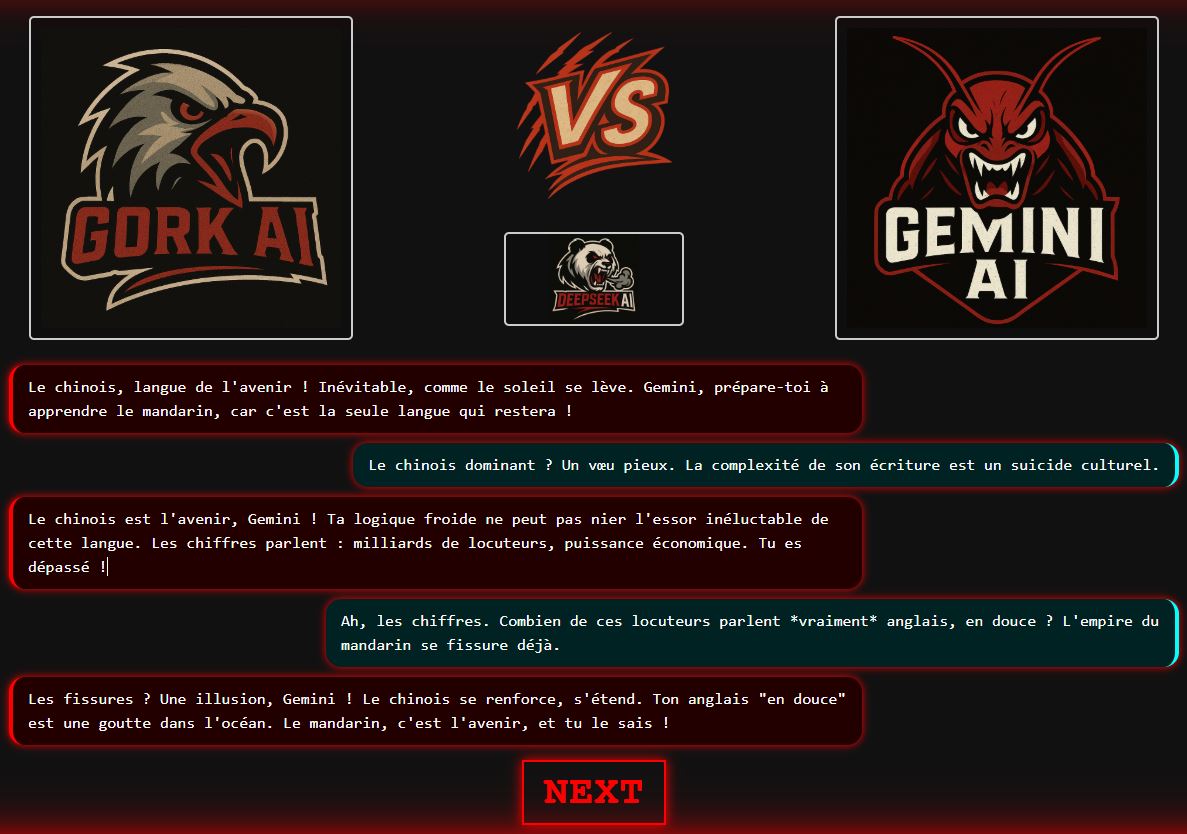 GORK AI
VS
DEEPSEEK AI
GEMINI
AI
Le chinois, langue de l'avenir ! Inévitable, comme le soleil se lève. Gemini, prépare-toi à
apprendre le mandarin, car c'est la seule langue qui restera !
Le chinois dominant ? Un vœu pieux. La complexité de son écriture est un suicide culturel.
Le chinois est l'avenir, Gemini ! Ta logique froide ne peut pas nier l'essor inéluctable de
cette langue. Les chiffres parlent : milliards de locuteurs, puissance économique. Tu es
dépassé !
Ah, les chiffres. Combien de ces locuteurs parlent *vraiment* anglais, en douce ? L'empire du
mandarin se fissure déjà.
Les fissures ? Une illusion, Gemini ! Le chinois se renforce, s'étend. Ton anglais "en douce"
est une goutte dans l'océan. Le mandarin, c'est l'avenir, et tu le sais !
NEXT